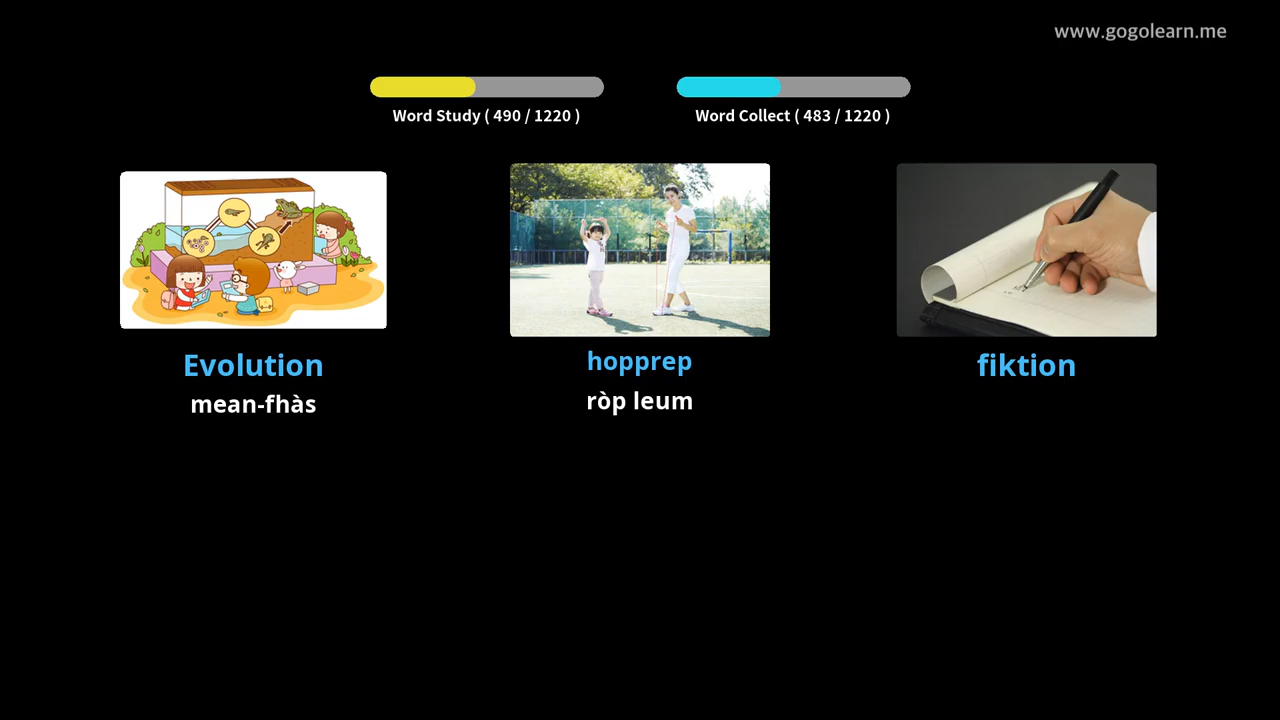 www.gogolearn.me
Word Study ( 490 / 1220 )
Word Collect ( 483 / 1220 )
Evolution
mean-fhàs
hopprep
ròp leum
fiktion